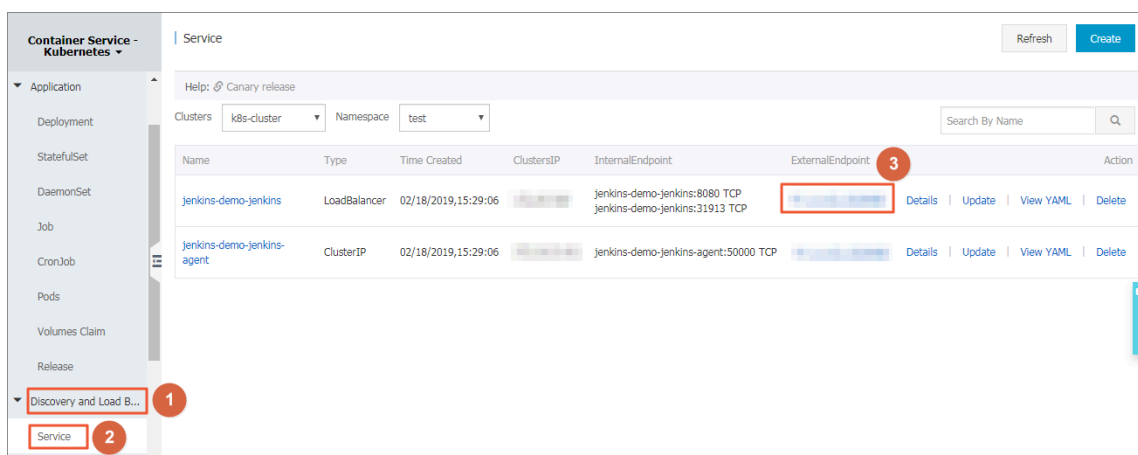 Container Service -
Kubernetes
Service
Refresh
Create
Application
Help: Canary release
Deployment
Clusters k8s-cluster Namespace test
Search By Name
StatefulSet
Name Type Time Created ClustersIP InternalEndpoint ExternalEndpoint Action
3
DaemonSet
jenkins-demo-jenkins LoadBalancer 02/18/2019,15:29:06 jenkins-demo-jenkins:8080 TCP
jenkins-demo-jenkins:31913 TCP
Details | Update | View YAML | Delete
Job
CronJob
jenkins-demo-jenkins-
agent
ClusterIP 02/18/2019,15:29:06 jenkins-demo-jenkins-agent:50000 TCP Details | Update | View YAML | Delete
Pods
Volumes Claim
Release
Discovery and Load B... 1
Service 2